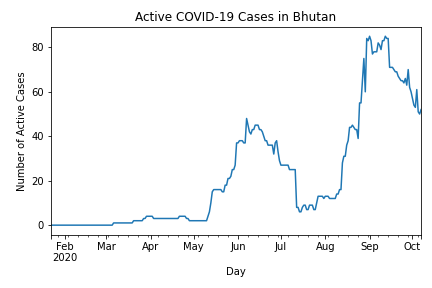 Active COVID-19 Cases in Bhutan
Number of Active Cases
80
60
40
20
0
Feb Mar Apr May Jun Jul Aug Sep Oct
2020
Day